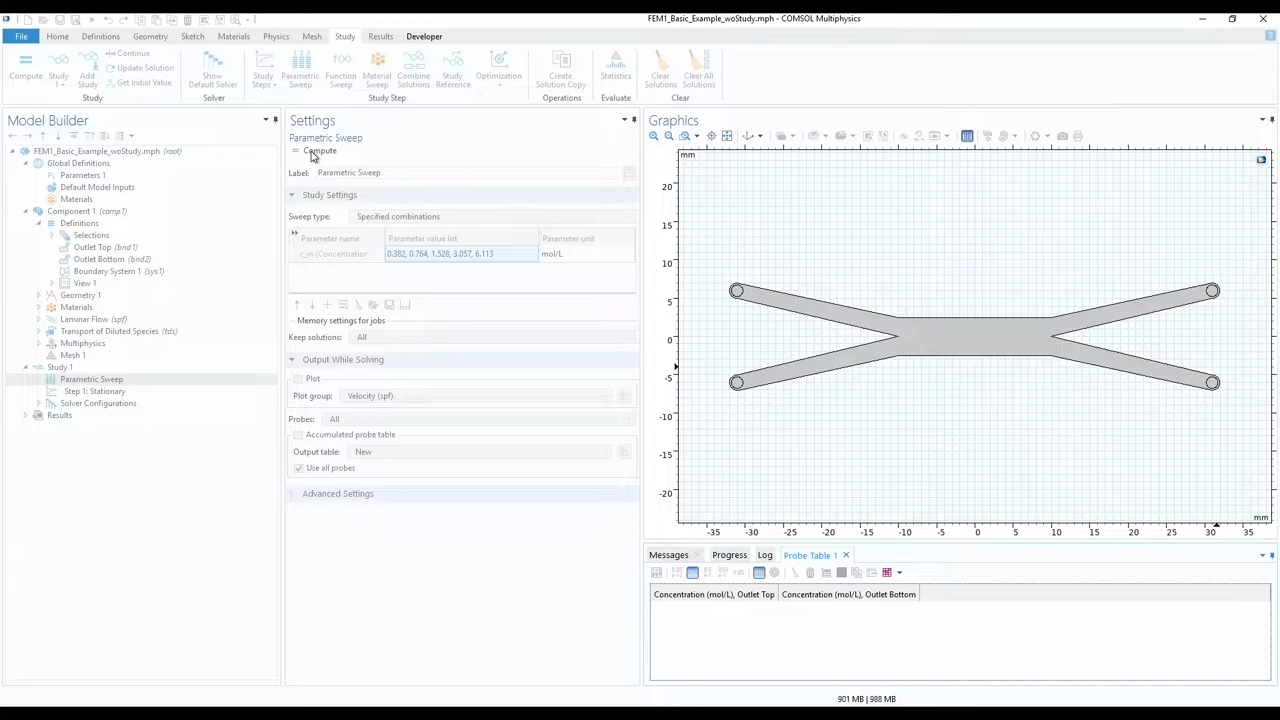 FEM1_Basic_Example_woStudy.mph - COMSOL Multiphysics
File Home Definitions Geometry Sketch Materials Physics Mesh Study Results Developer
Compute
Study 1
Add Study
Continue
Update Solution
Get Initial Value
Show Default Solver
Study Steps
Parametric Sweep
Function Sweep
Material Sweep
Combine Solutions
Study Reference
Optimization
Create Solution Copy
Statistics
Clear Solutions
Clear All Solutions
Study Solver Study Step Operations Evaluate Clear
Model Builder
FEM1_Basic_Example_woStudy.mph (root)
Global Definitions
Parameters 1
Default Model Inputs
Materials
Component 1 (comp1)
Definitions
Selections
Outlet Top (bnd1)
Outlet Bottom (bnd2)
Boundary System 1 (sys1)
View 1
Geometry 1
Materials
Laminar Flow (spf)
Transport of Diluted Species (tds)
Multiphysics
Mesh 1
Study 1
Parametric Sweep
Step 1: Stationary
Solver Configurations
Results
Settings
Parametric Sweep
= Compute
Label: Parametric Sweep
Study Settings
Sweep type: Specified combinations
Parameter name Parameter value list Parameter unit
c_in (Concentration 0.382, 0.764, 1.528, 3.057, 6.113 mol/L
Memory settings for jobs
Keep solutions: All
Output While Solving
Plot
Plot group: Velocity (spf)
Probes: All
Accumulated probe table
Output table: New
Use all probes
Advanced Settings
Graphics
mm
20
15
10
5
0
-5
-10
-15
-20
mm
-35 -30 -25 -20 -15 -10 -5 0 5 10 15 20 25 30 35
Messages Progress Log Probe Table 1
Concentration (mol/L), Outlet Top Concentration (mol/L), Outlet Bottom
901 MB | 988 MB